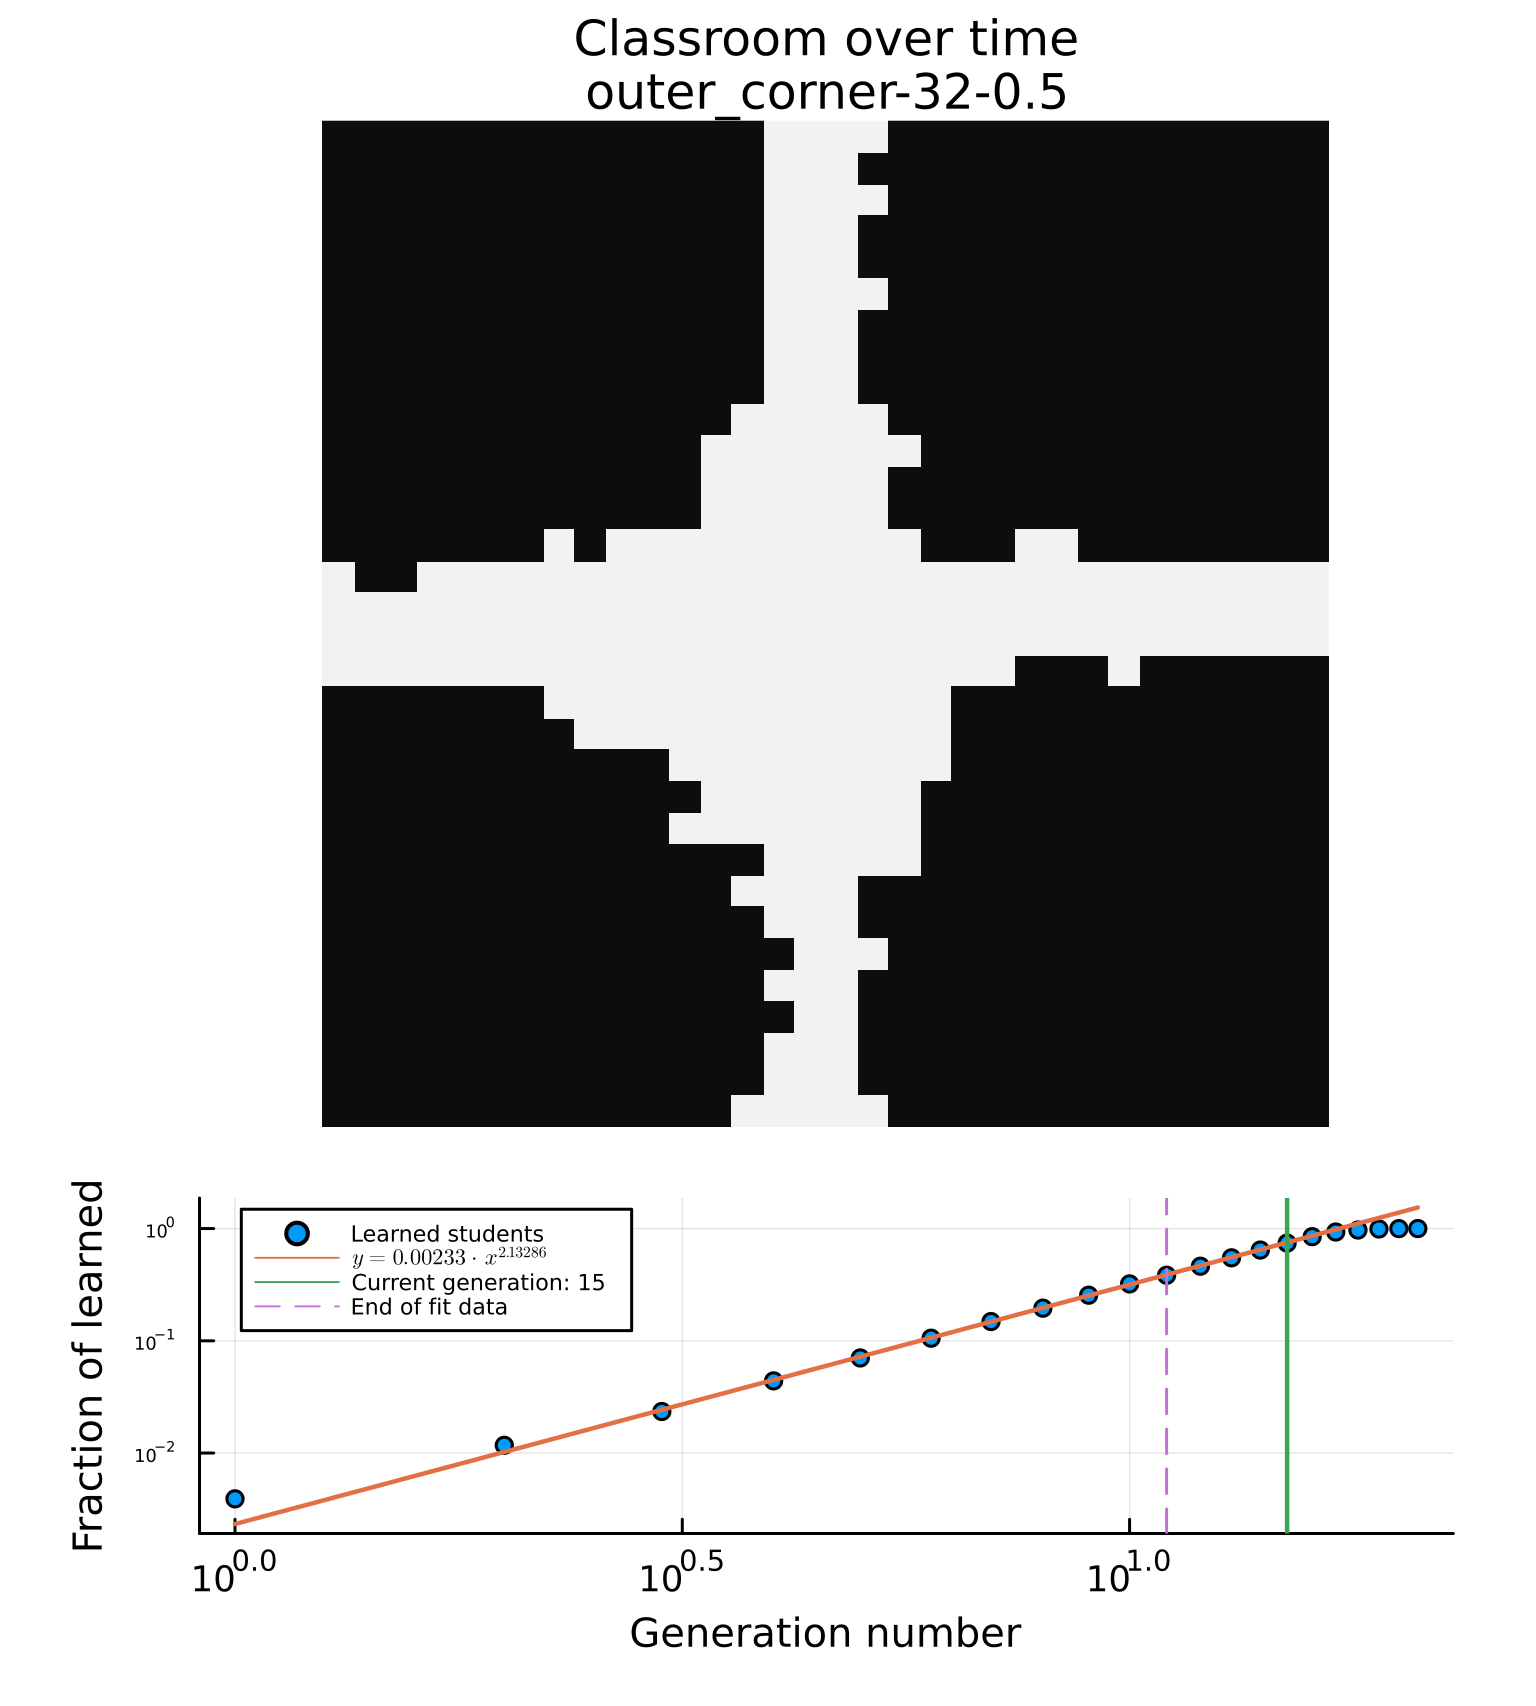 Classroom over time
outer_corner-32-0.5
Fraction of learned
10⁰
10⁻¹
10⁻²
Learned students
y = 0.00233 · x^2.13286
Current generation: 15
End of fit data
10^0.0
10^0.5
10^1.0
Generation number